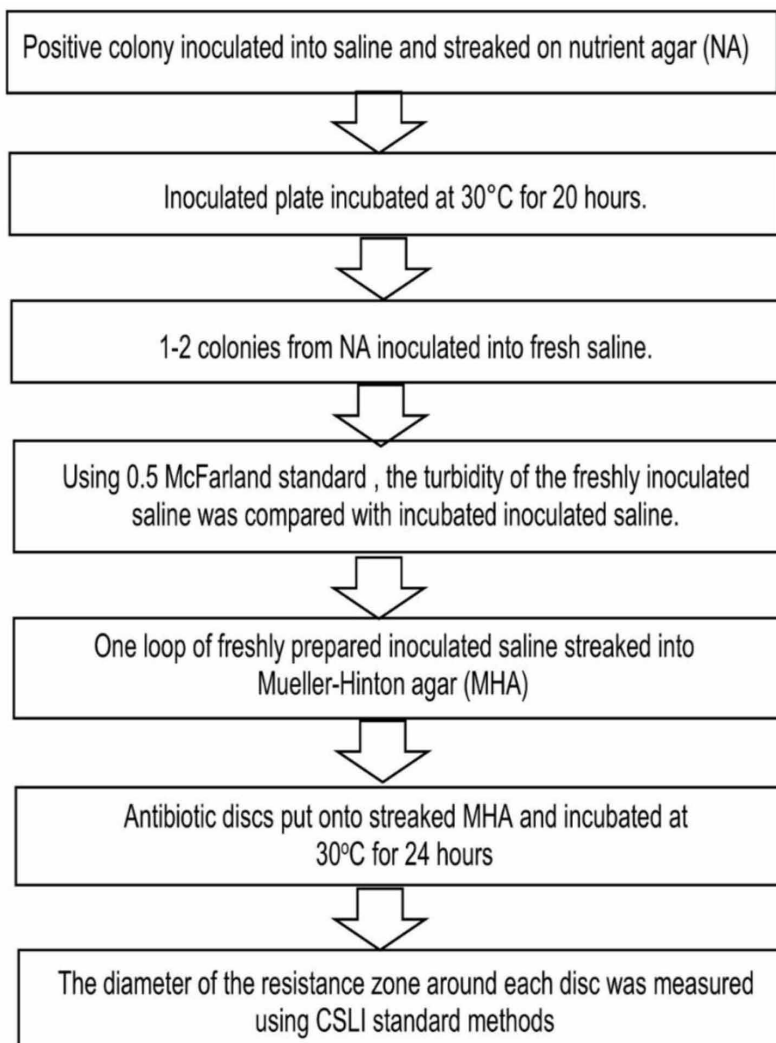 Positive colony inoculated into saline and streaked on nutrient agar (NA)
Inoculated plate incubated at 30°C for 20 hours.
1-2 colonies from NA inoculated into fresh saline.
Using 0.5 McFarland standard , the turbidity of the freshly inoculated
saline was compared with incubated inoculated saline.
One loop of freshly prepared inoculated saline streaked into
Mueller-Hinton agar (MHA)
Antibiotic discs put onto streaked MHA and incubated at
30°C for 24 hours
The diameter of the resistance zone around each disc was measured
using CSLI standard methods